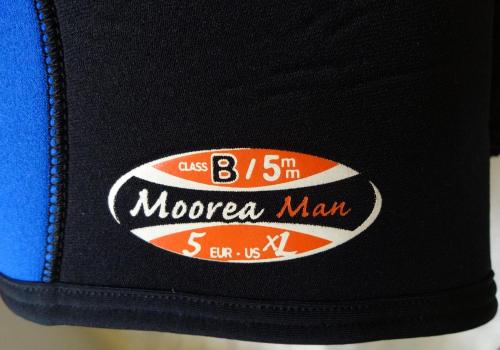 CLASS B / 5 mm
Moorea Man
5 EUR - US XL